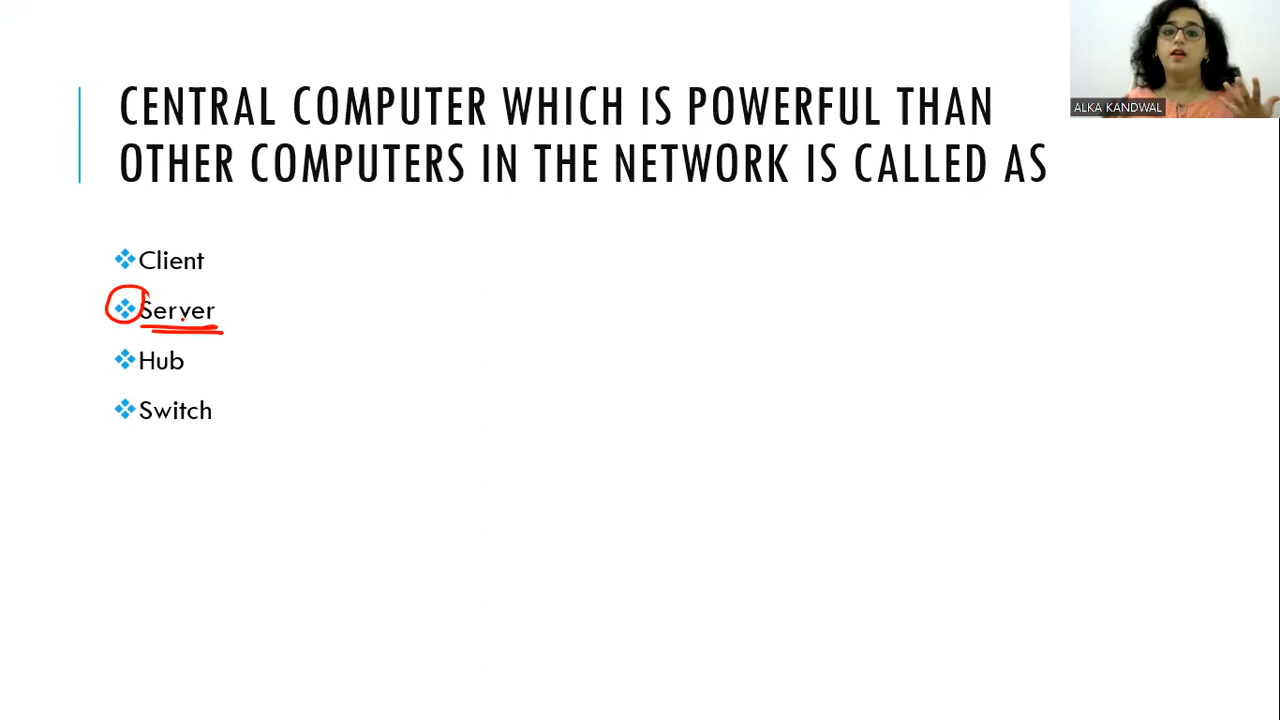 CENTRAL COMPUTER WHICH IS POWERFUL THAN
OTHER COMPUTERS IN THE NETWORK IS CALLED AS
Client
Server
Hub
Switch
ALKA KANDWAL